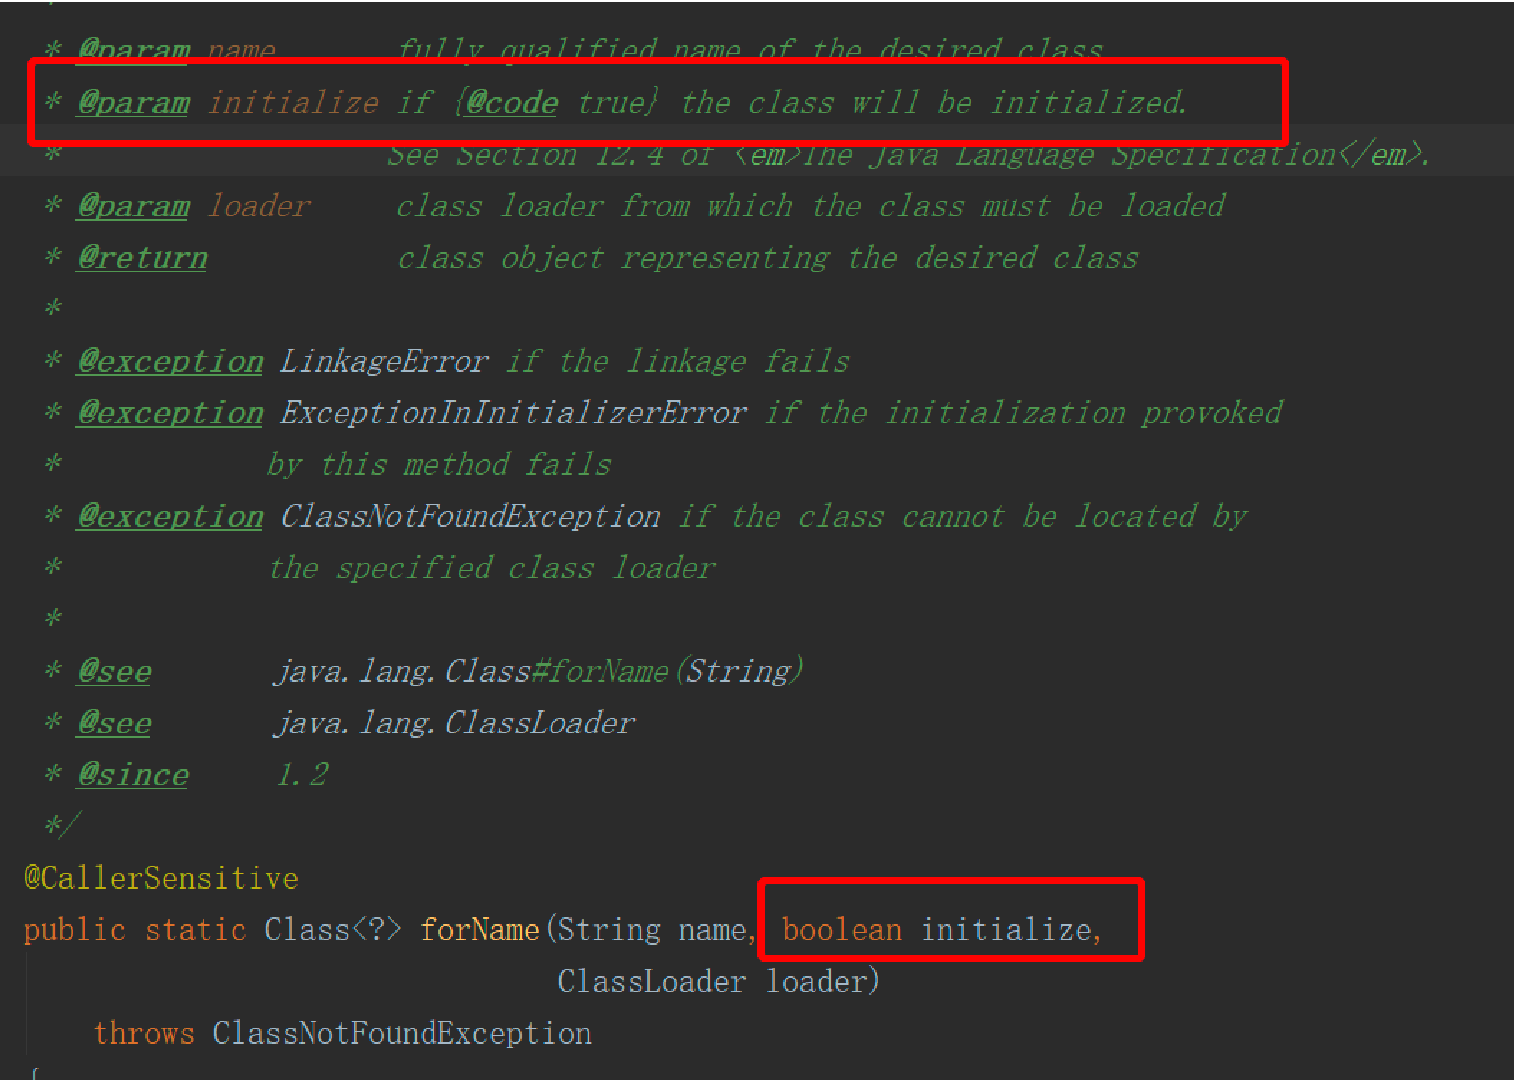 * @param name fully qualified name of the desired class
* @param initialize if {@code true} the class will be initialized.
* See Section 12.4 of <em>The Java Language Specification</em>.
* @param loader class loader from which the class must be loaded
* @return class object representing the desired class
*
* @exception LinkageError if the linkage fails
* @exception ExceptionInInitializerError if the initialization provoked
* by this method fails
* @exception ClassNotFoundException if the class cannot be located by
* the specified class loader
*
* @see java.lang.Class#forName(String)
* @see java.lang.ClassLoader
* @since 1.2
*/
@CallerSensitive
public static Class<?> forName(String name, boolean initialize,
ClassLoader loader)
throws ClassNotFoundException
{